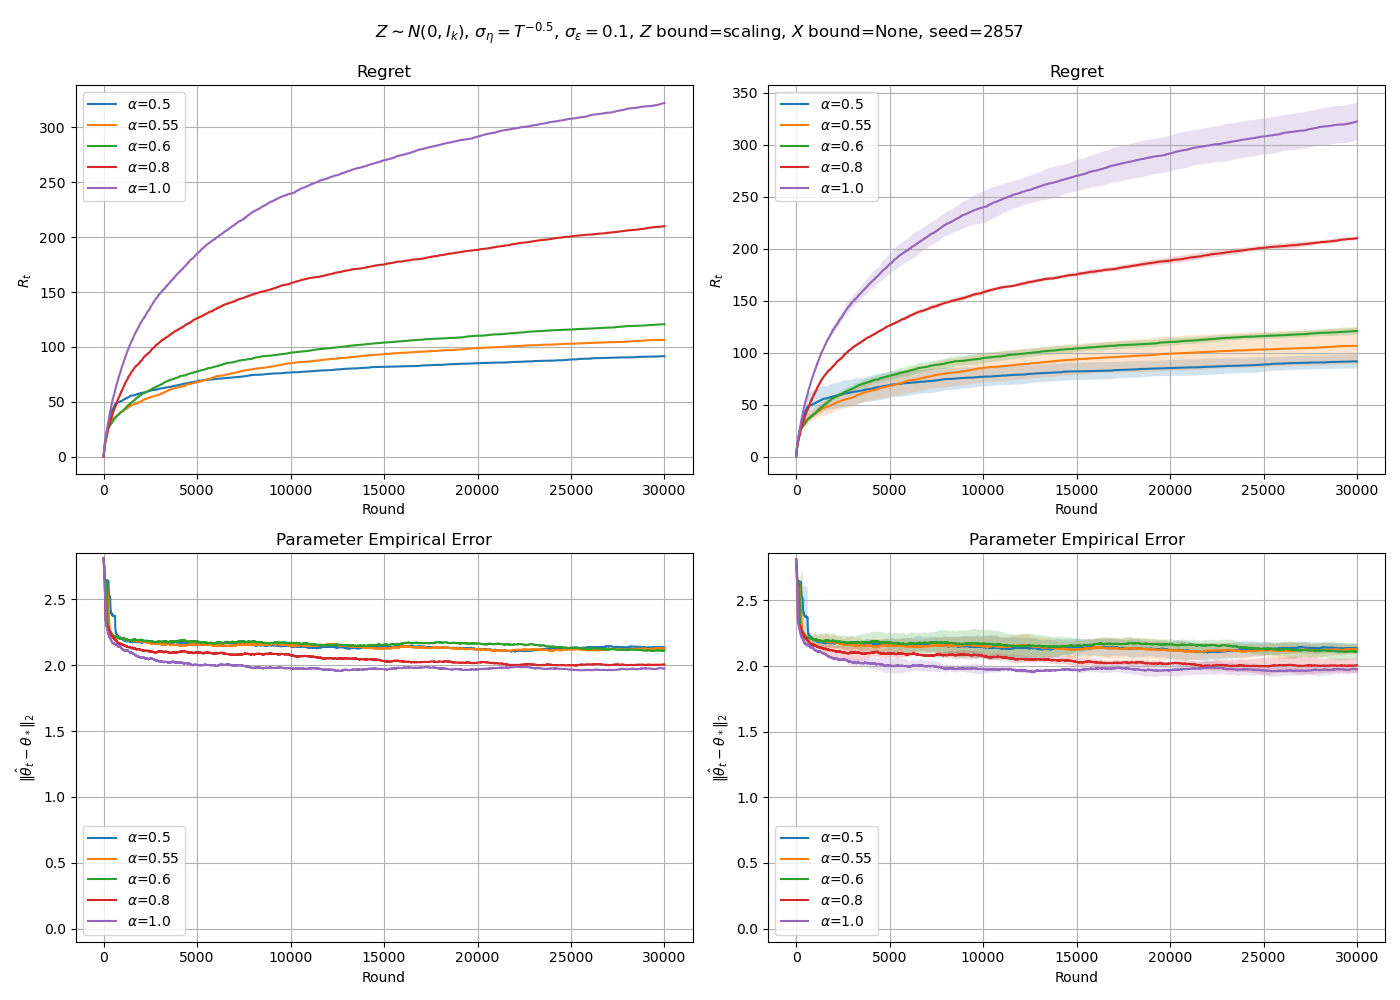 Z ~ N(0, I_k), σ_η = T^{-0.5}, σ_ε = 0.1, Z bound=scaling, X bound=None, seed=2857
Regret
R_t
350
300
250
200
150
100
50
0
α=0.5
α=0.55
α=0.6
α=0.8
α=1.0
0 5000 10000 15000 20000 25000 30000
Round
Regret
R_t
300
250
200
150
100
50
0
α=0.5
α=0.55
α=0.6
α=0.8
α=1.0
0 5000 10000 15000 20000 25000 30000
Round
Parameter Empirical Error
‖θ̂_t − θ_*‖_2
2.5
2.0
1.5
1.0
0.5
0.0
α=0.5
α=0.55
α=0.6
α=0.8
α=1.0
0 5000 10000 15000 20000 25000 30000
Round
Parameter Empirical Error
‖θ̂_t − θ_*‖_2
2.5
2.0
1.5
1.0
0.5
0.0
α=0.5
α=0.55
α=0.6
α=0.8
α=1.0
0 5000 10000 15000 20000 25000 30000
Round